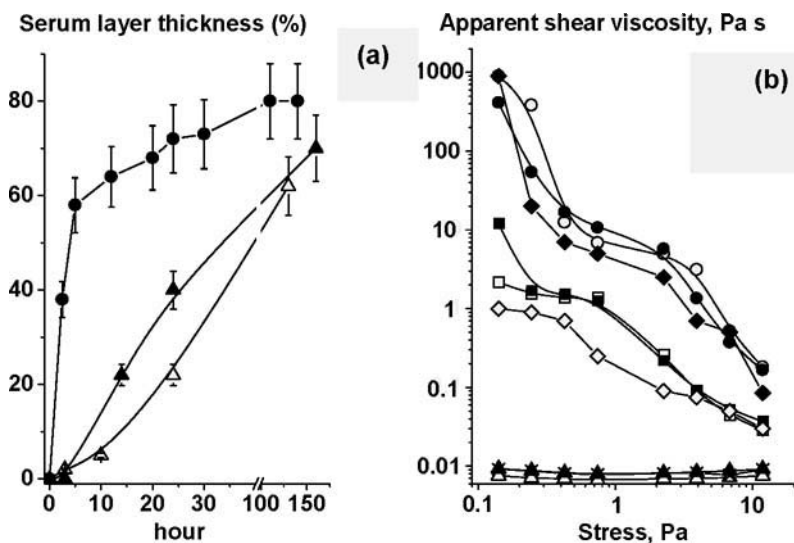 Serum layer thickness (%)
(a)
80
60
40
20
0
0 10 20 30 100 150
hour
Apparent shear viscosity, Pa s
(b)
1000
100
10
1
0.1
0.01
0.1 1 10
Stress, Pa